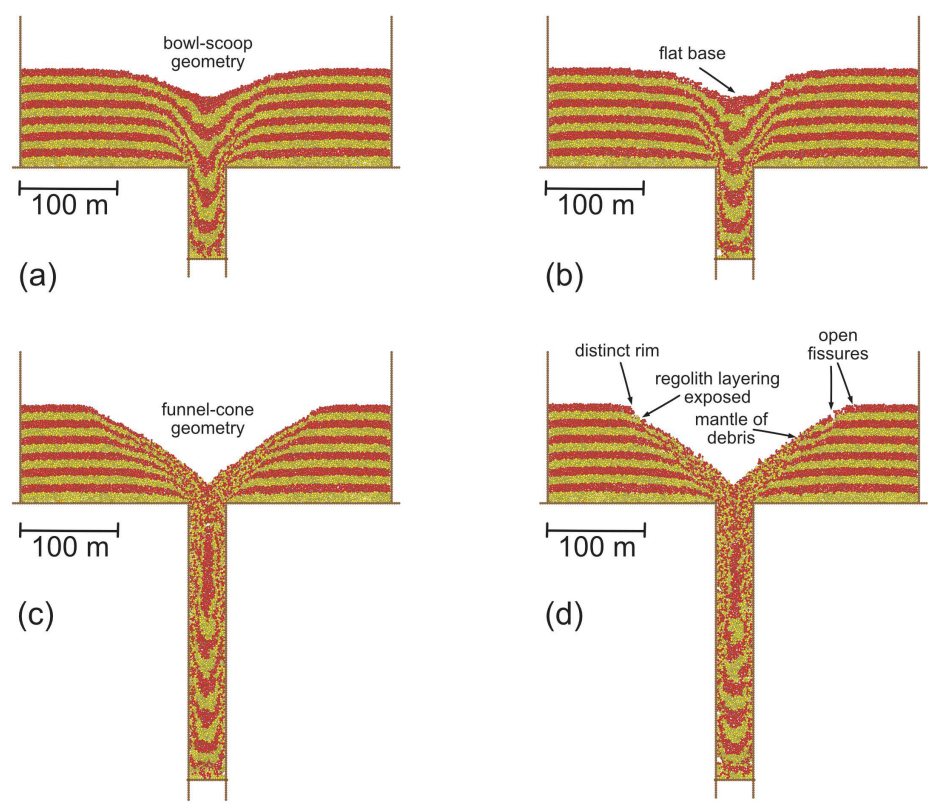 bowl-scoop
geometry
flat base
100 m
100 m
(a)
(b)
funnel-cone
geometry
distinct rim
regolith layering
exposed
mantle of
debris
open
fissures
100 m
100 m
(c)
(d)